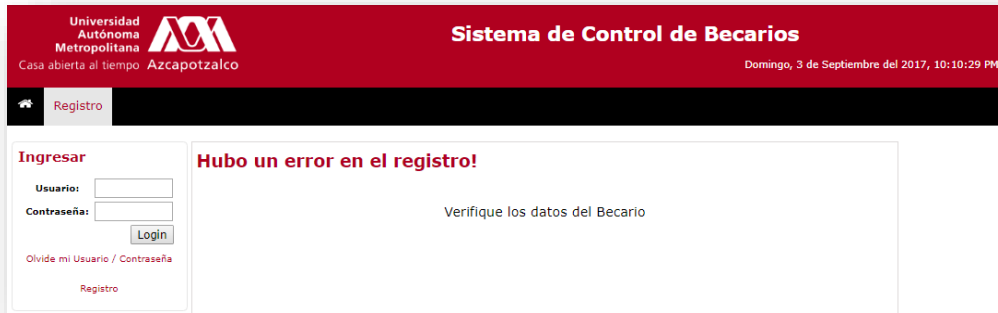 Universidad
Autónoma
Metropolitana
Casa abierta al tiempo Azcapotzalco
Sistema de Control de Becarios
Domingo, 3 de Septiembre del 2017, 10:10:29 PM
Registro
Ingresar
Usuario:
Contraseña:
Login
Olvide mi Usuario / Contraseña
Registro
Hubo un error en el registro!
Verifique los datos del Becario